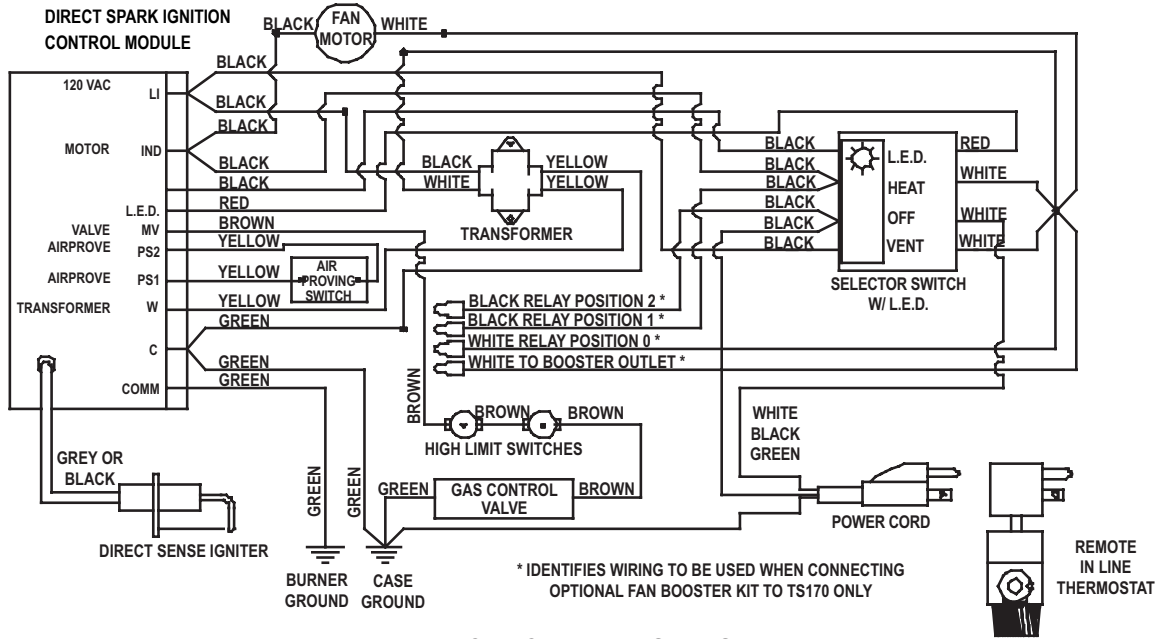 DIRECT SPARK IGNITION
CONTROL MODULE
BLACK
FAN
MOTOR
WHITE
120 VAC
LI
MOTOR
IND
L.E.D.
VALVE
MV
AIRPROVE
PS2
AIRPROVE
PS1
TRANSFORMER
W
C
COMM
BLACK
BLACK
BLACK
BLACK
BLACK
RED
BROWN
YELLOW
YELLOW
YELLOW
GREEN
GREEN
GREEN
AIR
PROVING
SWITCH
BLACK
WHITE
YELLOW
YELLOW
TRANSFORMER
BLACK
BLACK
BLACK
BLACK
BLACK
BLACK
L.E.D.
HEAT
OFF
VENT
RED
WHITE
WHITE
WHITE
SELECTOR SWITCH
W/ L.E.D.
BLACK RELAY POSITION 2 *
BLACK RELAY POSITION 1 *
WHITE RELAY POSITION 0 *
WHITE TO BOOSTER OUTLET *
BROWN
BROWN
BROWN
HIGH LIMIT SWITCHES
GREY OR
BLACK
DIRECT SENSE IGNITER
GREEN
GREEN
GREEN
GAS CONTROL
VALVE
BROWN
WHITE
BLACK
GREEN
POWER CORD
BURNER
GROUND
CASE
GROUND
* IDENTIFIES WIRING TO BE USED WHEN CONNECTING
OPTIONAL FAN BOOSTER KIT TO TS170 ONLY
REMOTE
IN LINE
THERMOSTAT